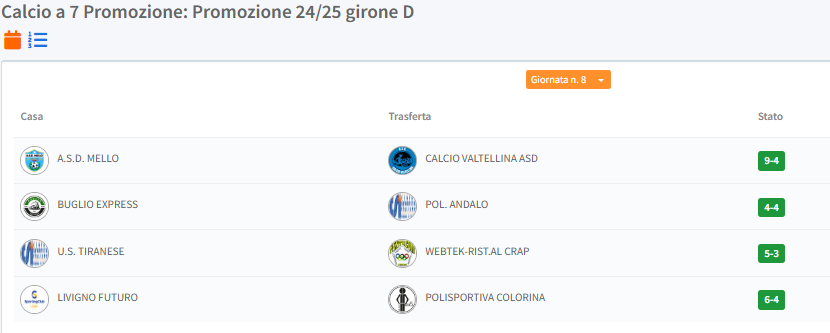 Calcio a 7 Promozione: Promozione 24/25 girone D
Giornata n. 8
Casa Trasferta Stato
A.S.D. MELLO CALCIO VALTELLINA ASD 9-4
BUGLIO EXPRESS POL. ANDALO 4-4
U.S. TIRANESE WEBTEK-RIST.AL CRAP 5-3
LIVIGNO FUTURO POLISPORTIVA COLORINA 6-4